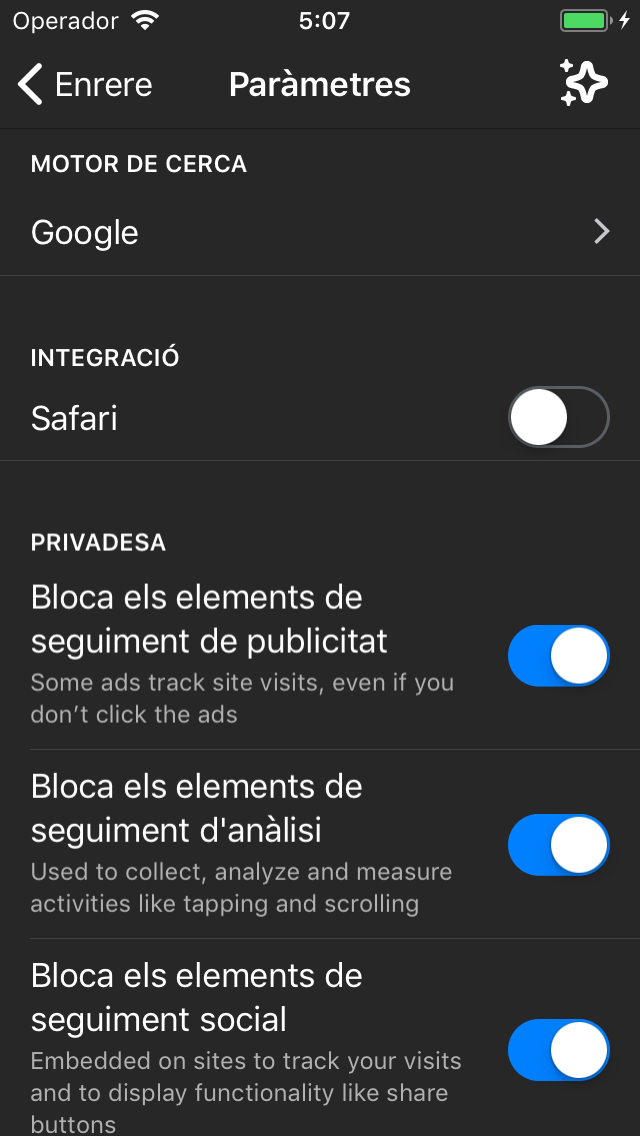 Operador 5:07
Enrere Paràmetres
MOTOR DE CERCA
Google
INTEGRACIÓ
Safari
PRIVADESA
Bloca els elements de
seguiment de publicitat
Some ads track site visits, even if you
don’t click the ads
Bloca els elements de
seguiment d'anàlisi
Used to collect, analyze and measure
activities like tapping and scrolling
Bloca els elements de
seguiment social
Embedded on sites to track your visits
and to display functionality like share
buttons